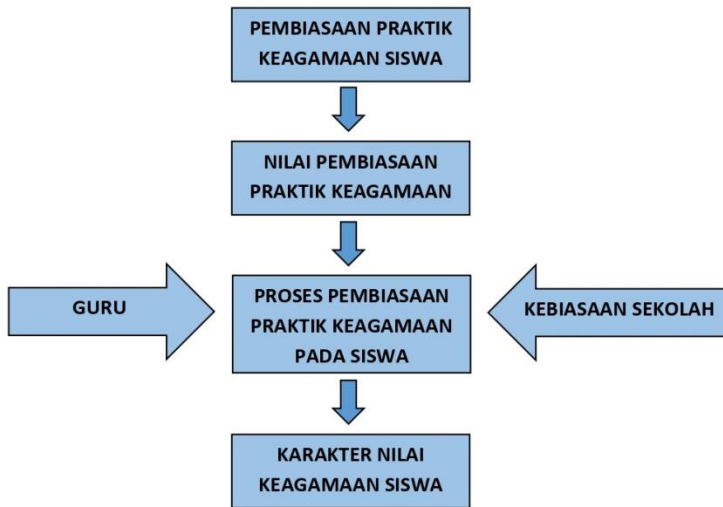 PEMBIASAAN PRAKTIK
KEAGAMAAN SISWA
NILAI PEMBIASAAN
PRAKTIK KEAGAMAAN
GURU
PROSES PEMBIASAAN
PRAKTIK KEAGAMAAN
PADA SISWA
KEBIASAAN SEKOLAH
KARAKTER NILAI
KEAGAMAAN SISWA